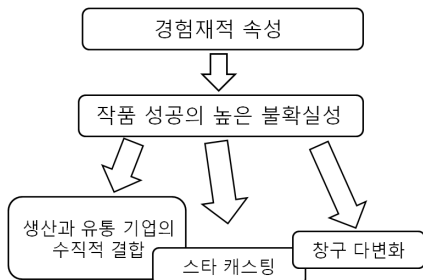 경험재적 속성
작품 성공의 높은 불확실성
생산과 유통 기업의
수직적 결합
스타 캐스팅
창구 다변화